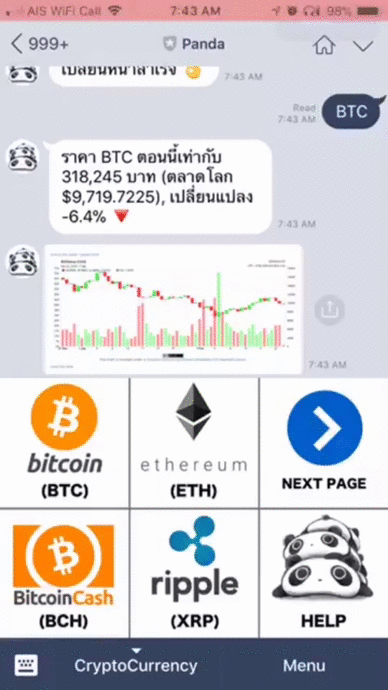 AIS WiFi Call
7:43 AM
98%
999+
Panda
เปลี่ยนหน้าสำเร็จ
7:43 AM
Read
7:43 AM
BTC
ราคา BTC ตอนนี้เท่ากับ
318,245 บาท (ตลาดโลก
$9,719.7225), เปลี่ยนแปลง
-6.4%
7:43 AM
7:43 AM
bitcoin
(BTC)
ethereum
(ETH)
NEXT PAGE
BitcoinCash
(BCH)
ripple
(XRP)
HELP
CryptoCurrency
Menu